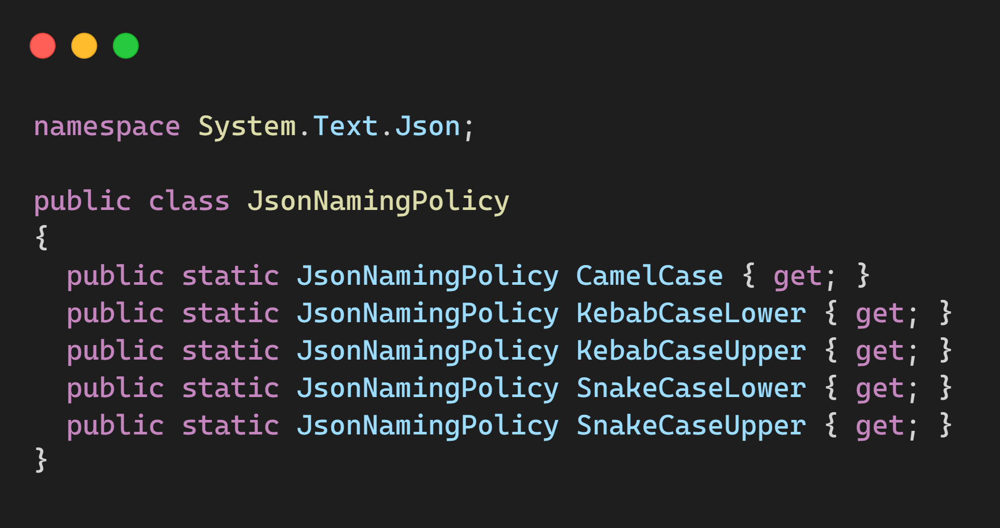 namespace System.Text.Json;
public class JsonNamingPolicy
{
  public static JsonNamingPolicy CamelCase { get; }
  public static JsonNamingPolicy KebabCaseLower { get; }
  public static JsonNamingPolicy KebabCaseUpper { get; }
  public static JsonNamingPolicy SnakeCaseLower { get; }
  public static JsonNamingPolicy SnakeCaseUpper { get; }
}